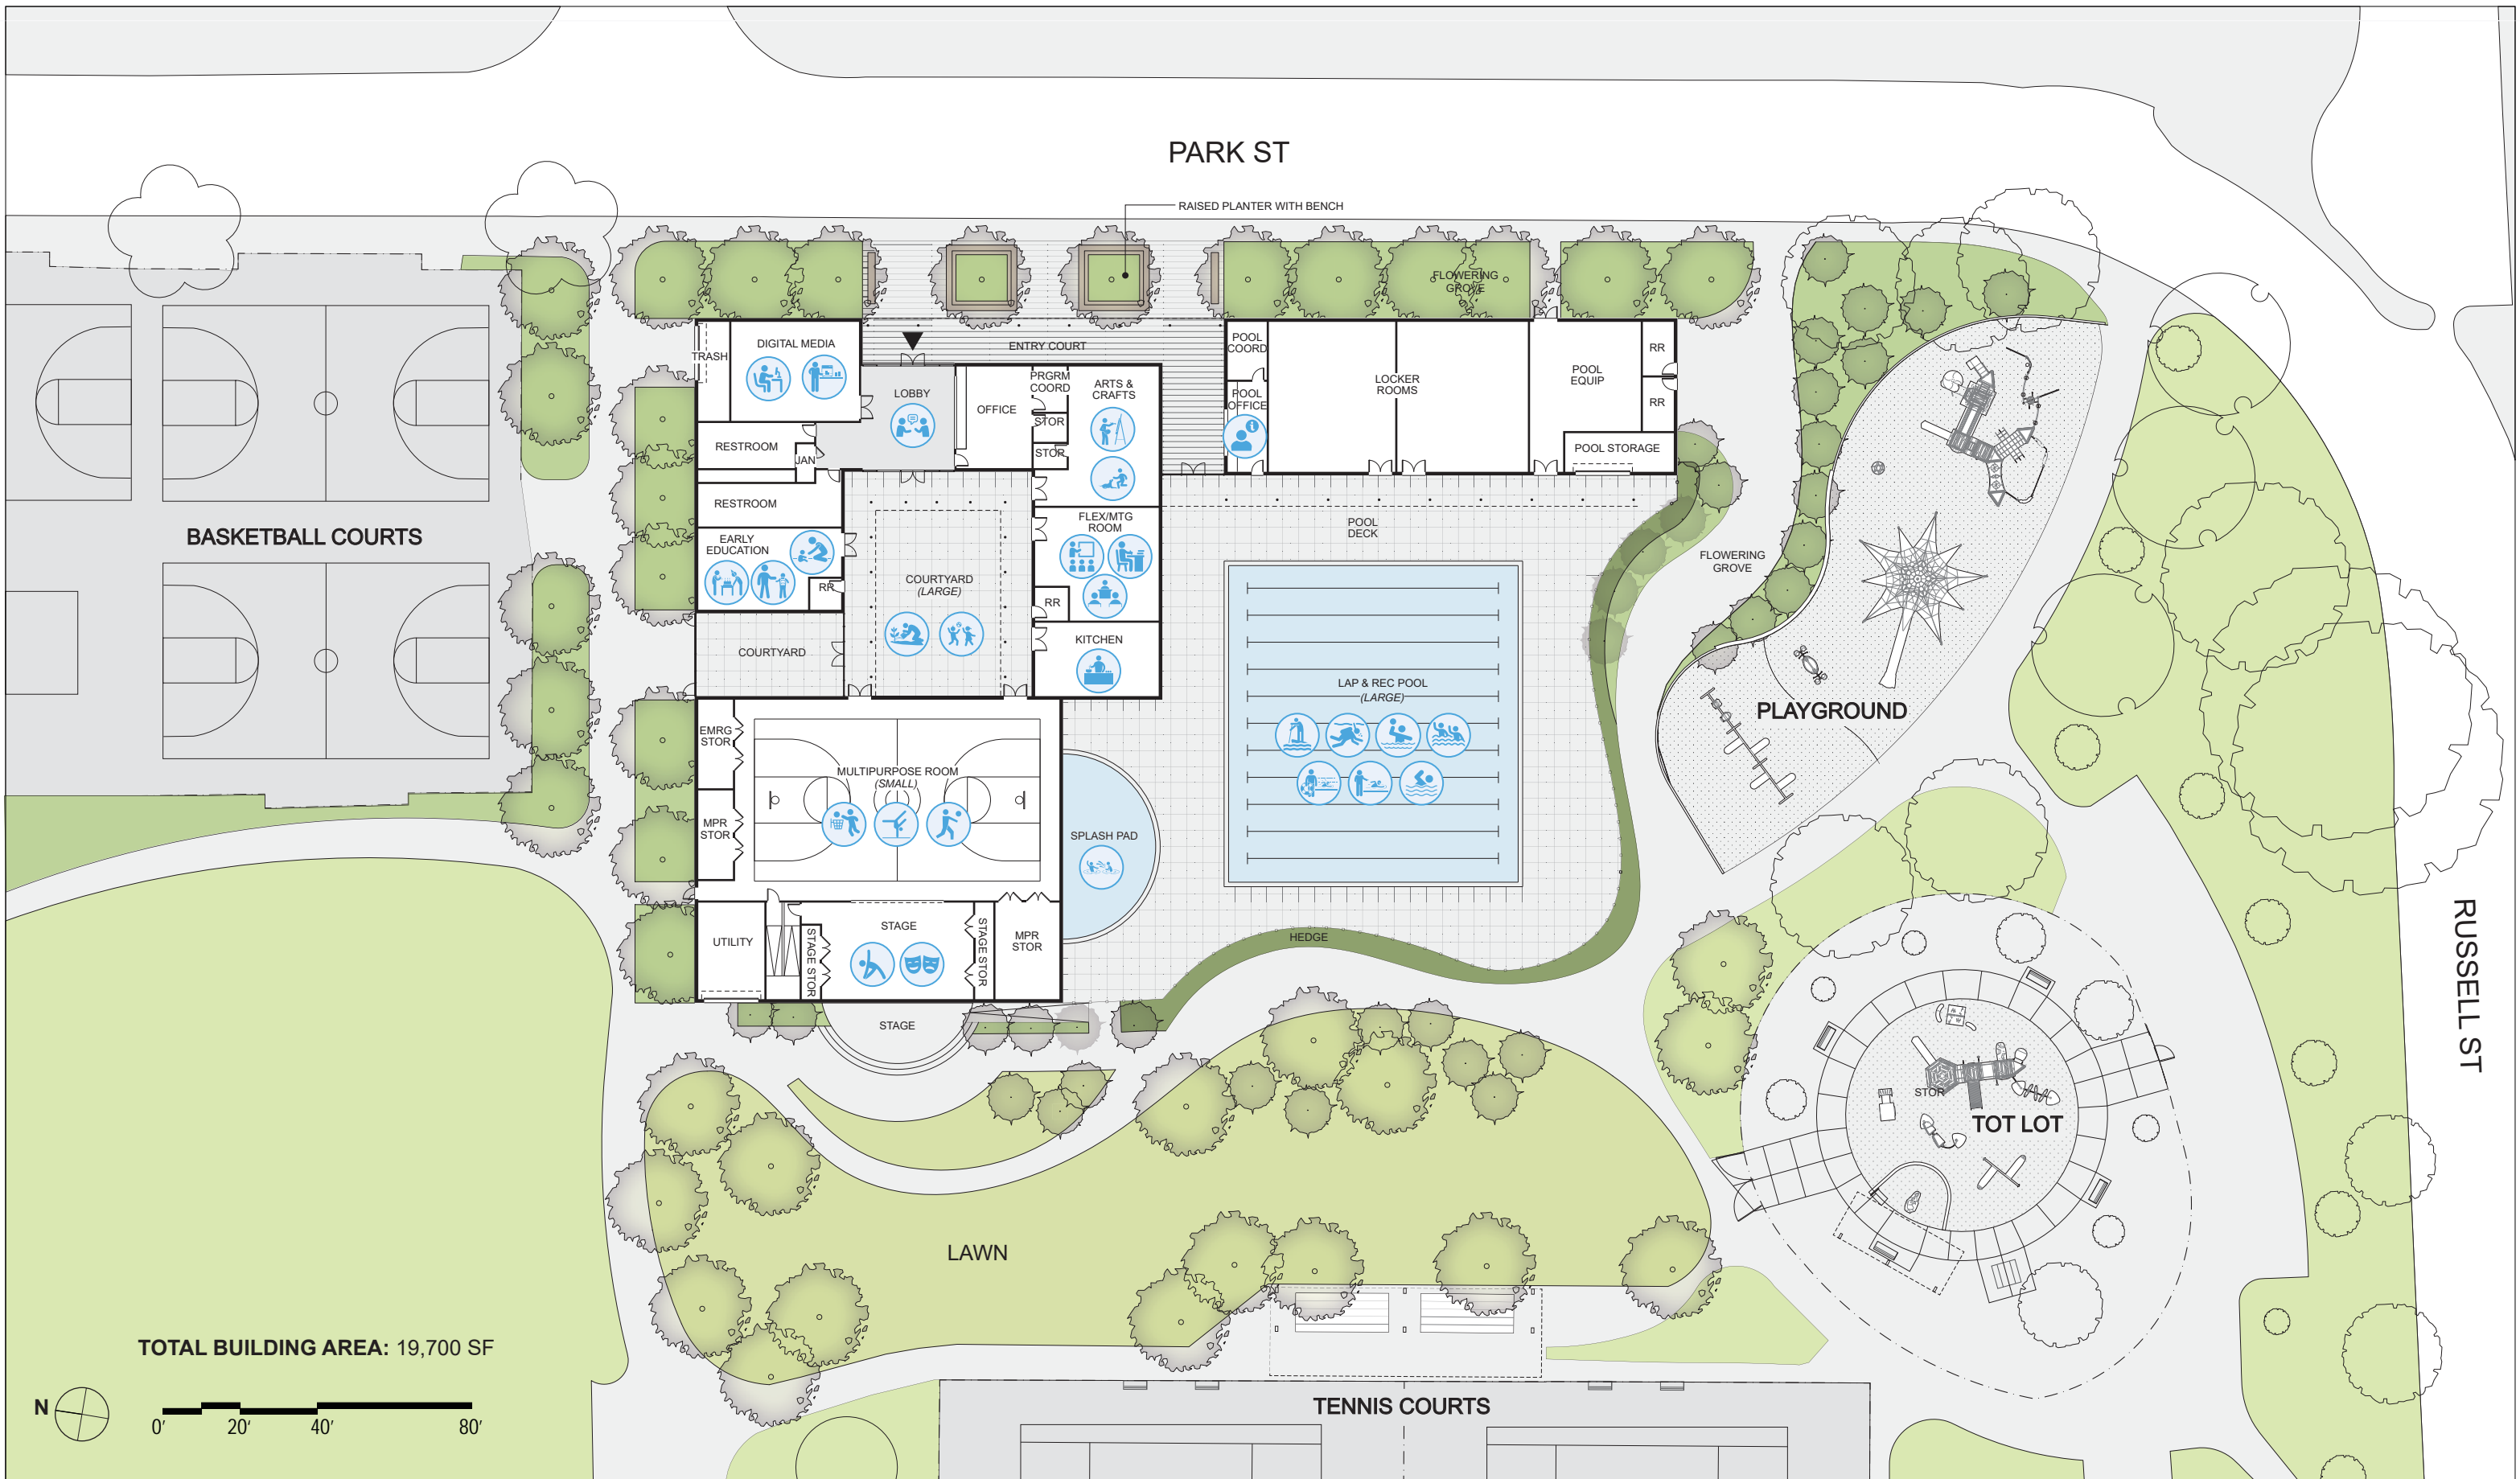 PARK ST
RAISED PLANTER WITH BENCH
FLOWERING
GROVE
TRASH
DIGITAL MEDIA
ENTRY COURT
POOL
COORD
RR
LOBBY
OFFICE
PRGRM
COORD
ARTS &
CRAFTS
LOCKER
ROOMS
POOL
EQUIP
POOL
OFFICE
RR
STOR
STOR
RESTROOM
JAN
POOL STORAGE
RESTROOM
BASKETBALL COURTS
EARLY
EDUCATION
RR
FLEX/MTG
ROOM
POOL
DECK
FLOWERING
GROVE
COURTYARD
(LARGE)
RR
COURTYARD
KITCHEN
LAP & REC POOL
(LARGE)
PLAYGROUND
EMRG
STOR
MULTIPURPOSE ROOM
(SMALL)
MPR
STOR
SPLASH PAD
UTILITY
STAGE STOR
STAGE
STAGE STOR
MPR
STOR
HEDGE
RUSSELL ST
STAGE
STOR
TOT LOT
LAWN
TOTAL BUILDING AREA: 19,700 SF
N
0' 20' 40' 80'
TENNIS COURTS